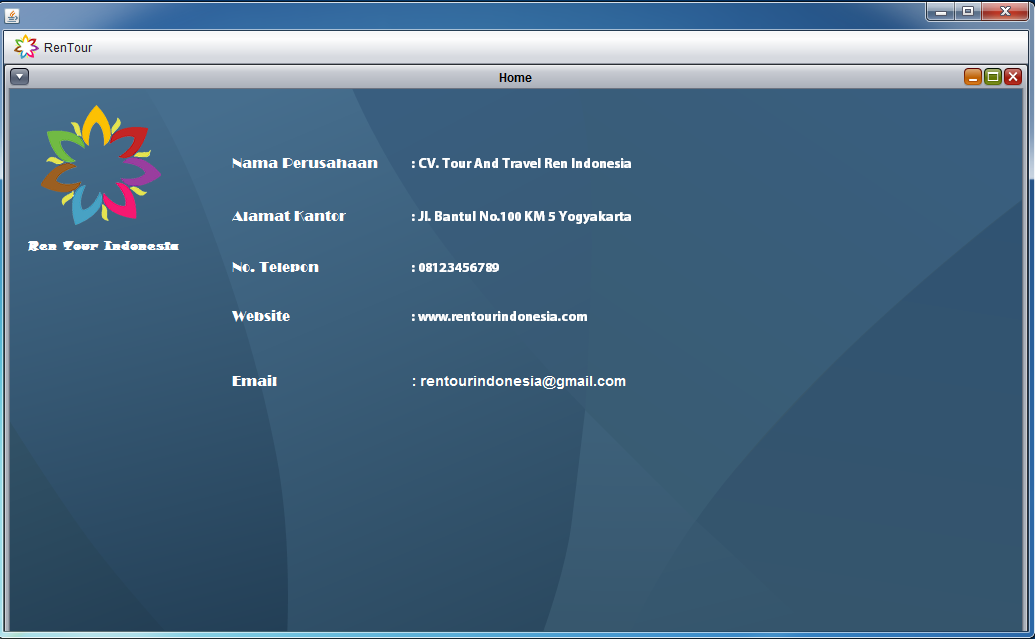 RenTour
Home
Nama Perusahaan : CV. Tour And Travel Ren Indonesia
Alamat Kantor : Jl. Bantul No.100 KM 5 Yogyakarta
Ren Tour Indonesia
No. Telepon : 08123456789
Website : www.rentourindonesia.com
Email : rentourindonesia@gmail.com